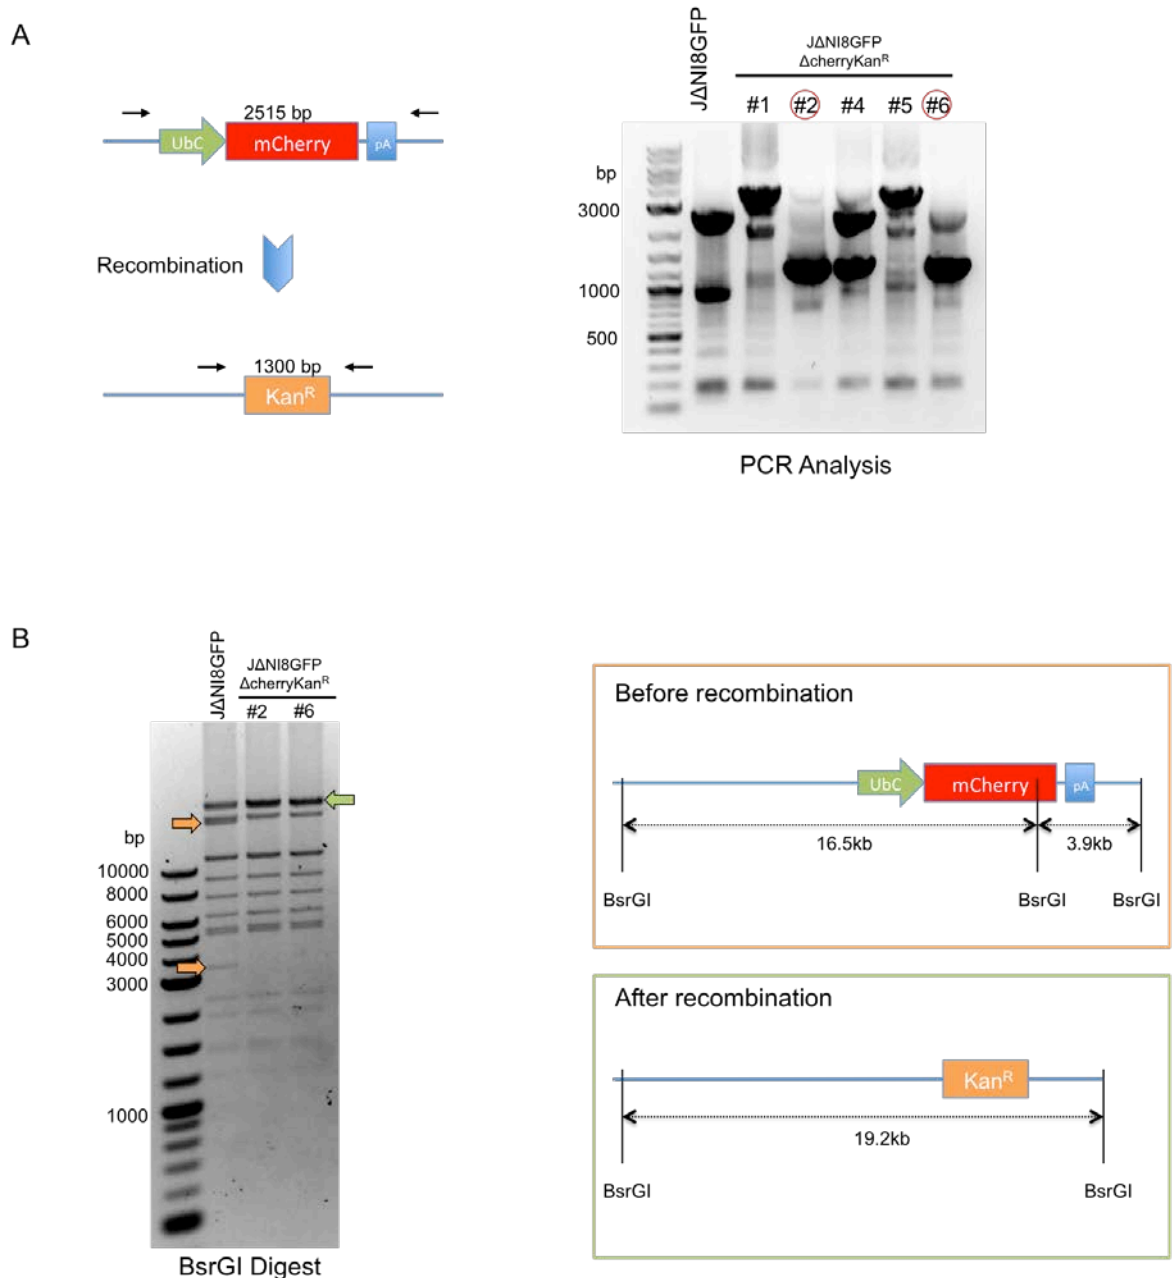 A
2515 bp
UbC
mCherry
pA
Recombination
1300 bp
Kanᴿ
JΔNI8GFP
JΔNI8GFP
ΔcherryKanᴿ
#1 #2 #4 #5 #6
bp
3000
1000
500
PCR Analysis
B
JΔNI8GFP
JΔNI8GFP
ΔcherryKanᴿ
#2 #6
bp
10000
8000
6000
5000
4000
3000
1000
BsrGI Digest
Before recombination
UbC
mCherry
pA
16.5kb
3.9kb
BsrGI BsrGI BsrGI
After recombination
Kanᴿ
19.2kb
BsrGI BsrGI